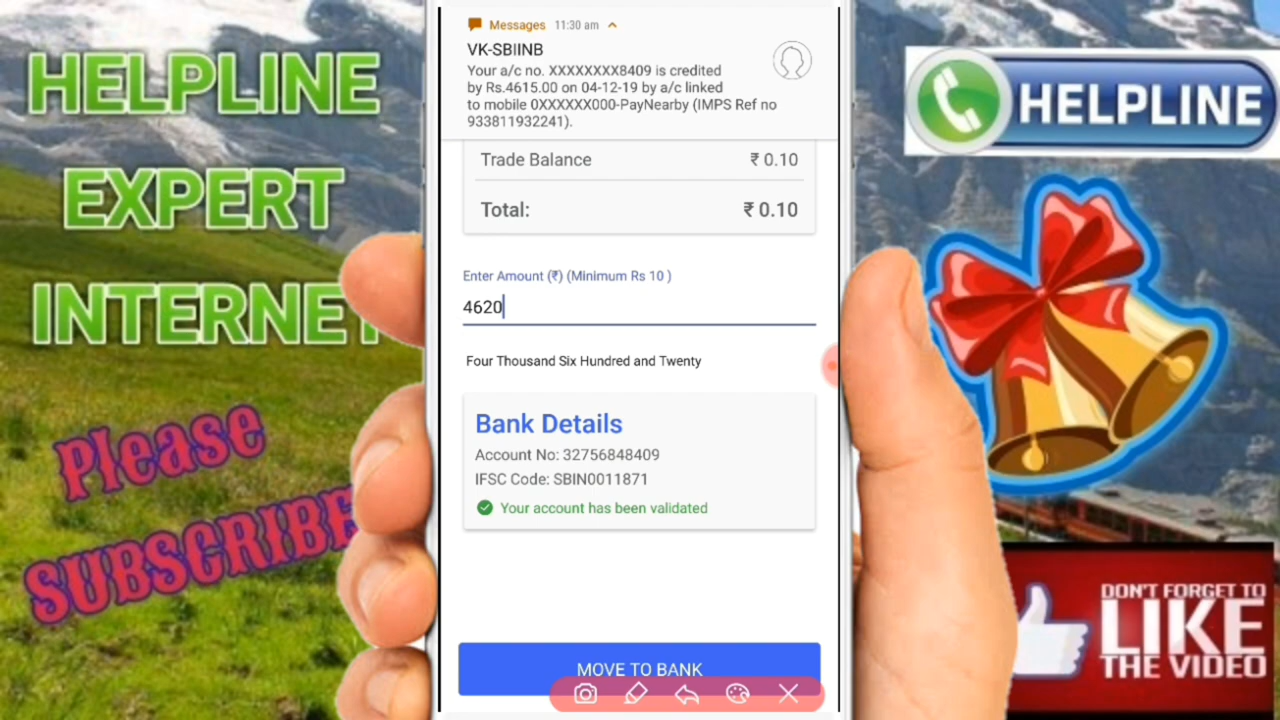 HELPLINE
EXPERT
INTERNET
Please
SUBSCRIBE
Messages 11:30 am
VK-SBIINB
Your a/c no. XXXXXXXX8409 is credited
by Rs.4615.00 on 04-12-19 by a/c linked
to mobile 0XXXXXX000-PayNearby (IMPS Ref no
933811932241).
Trade Balance ₹ 0.10
Total: ₹ 0.10
Enter Amount (₹) (Minimum Rs 10 )
4620
Four Thousand Six Hundred and Twenty
Bank Details
Account No: 32756848409
IFSC Code: SBIN0011871
Your account has been validated
MOVE TO BANK
HELPLINE
DON'T FORGET TO
LIKE
THE VIDEO